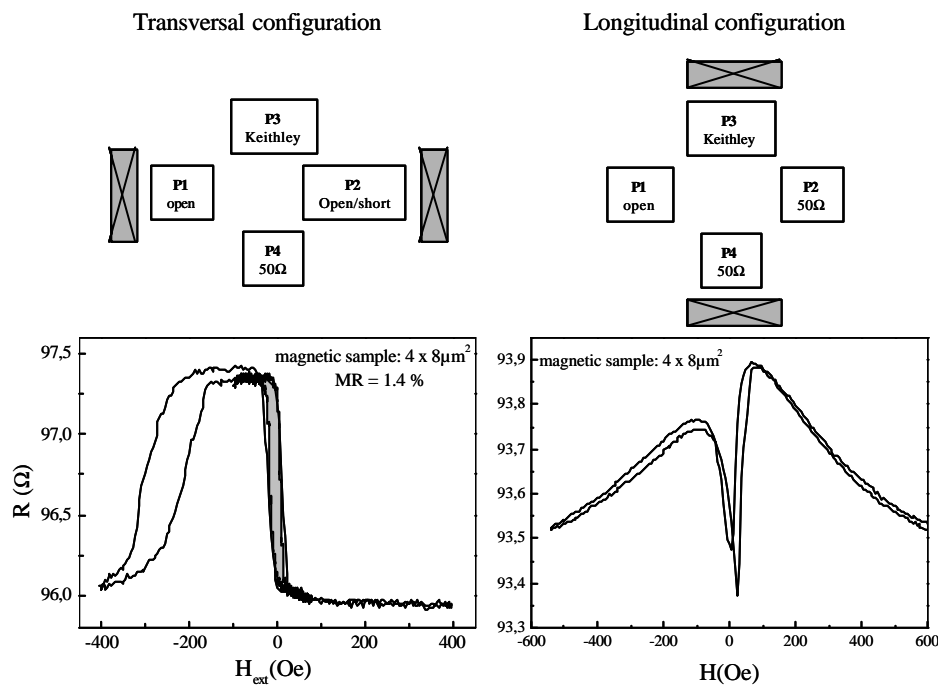 Transversal configuration
Longitudinal configuration
P3
Keithley
P1
open
P2
Open/short
P4
50Ω
P3
Keithley
P1
open
P2
50Ω
P4
50Ω
97,5
97,0
96,5
96,0
R (Ω)
magnetic sample: 4 x 8µm²
MR = 1.4 %
-400
-200
0
200
400
H_ext(Oe)
93,9
93,8
93,7
93,6
93,5
93,4
93,3
magnetic sample: 4 x 8µm²
-600
-400
-200
0
200
400
600
H(Oe)